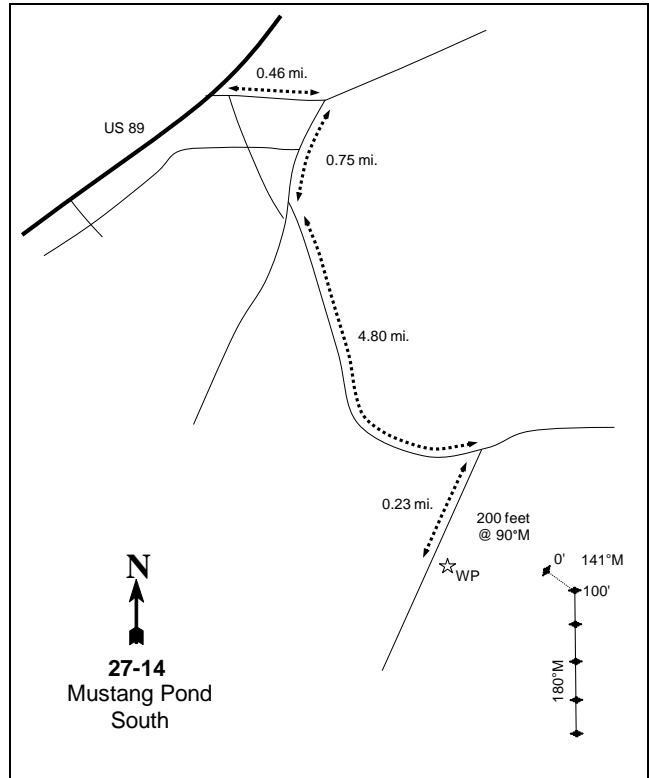 0.46 mi.
US 89
0.75 mi.
4.80 mi.
0.23 mi.
200 feet
@ 90°M
WP
0' 141°M
100'
180°M
N
27-14
Mustang Pond
South